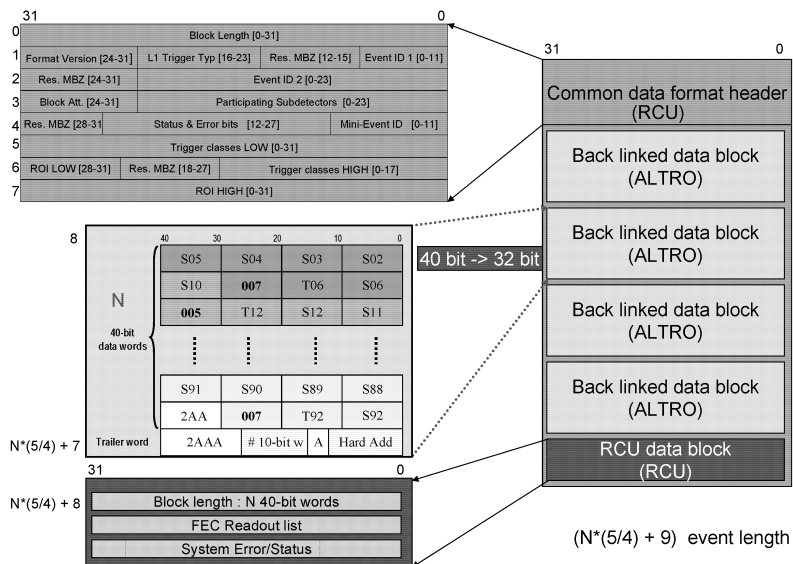 31 0
0 Block Length [0-31]
1 Format Version [24-31] L1 Trigger Typ [16-23] Res. MBZ [12-15] Event ID 1 [0-11]
2 Res. MBZ [24-31] Event ID 2 [0-23]
3 Block Att. [24-31] Participating Subdetectors [0-23]
4 Res. MBZ [28-31 Status & Error bits [12-27] Mini-Event ID [0-11]
5 Trigger classes LOW [0-31]
6 ROI LOW [28-31] Res. MBZ [18-27] Trigger classes HIGH [0-17]
7 ROI HIGH [0-31]
8
40 30 20 10 0
S05 S04 S03 S02
S10 007 T06 S06
005 T12 S12 S11
N
40-bit
data words
S91 S90 S89 S88
2AA 007 T92 S92
N*(5/4) + 7 Trailer word 2AAA # 10-bit w A Hard Add
31 0
N*(5/4) + 8 Block length : N 40-bit words
FEC Readout list
System Error/Status
40 bit -> 32 bit
31 0
Common data format header
(RCU)
Back linked data block
(ALTRO)
Back linked data block
(ALTRO)
Back linked data block
(ALTRO)
Back linked data block
(ALTRO)
RCU data block
(RCU)
(N*(5/4) + 9) event length